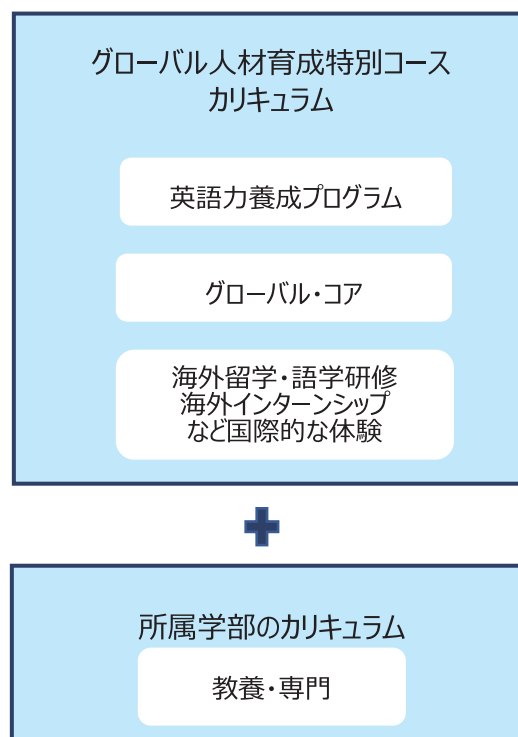 グローバル人材育成特別コース
カリキュラム
英語力養成プログラム
グローバル・コア
海外留学・語学研修
海外インターンシップ
など国際的な体験
所属学部のカリキュラム
教養・専門